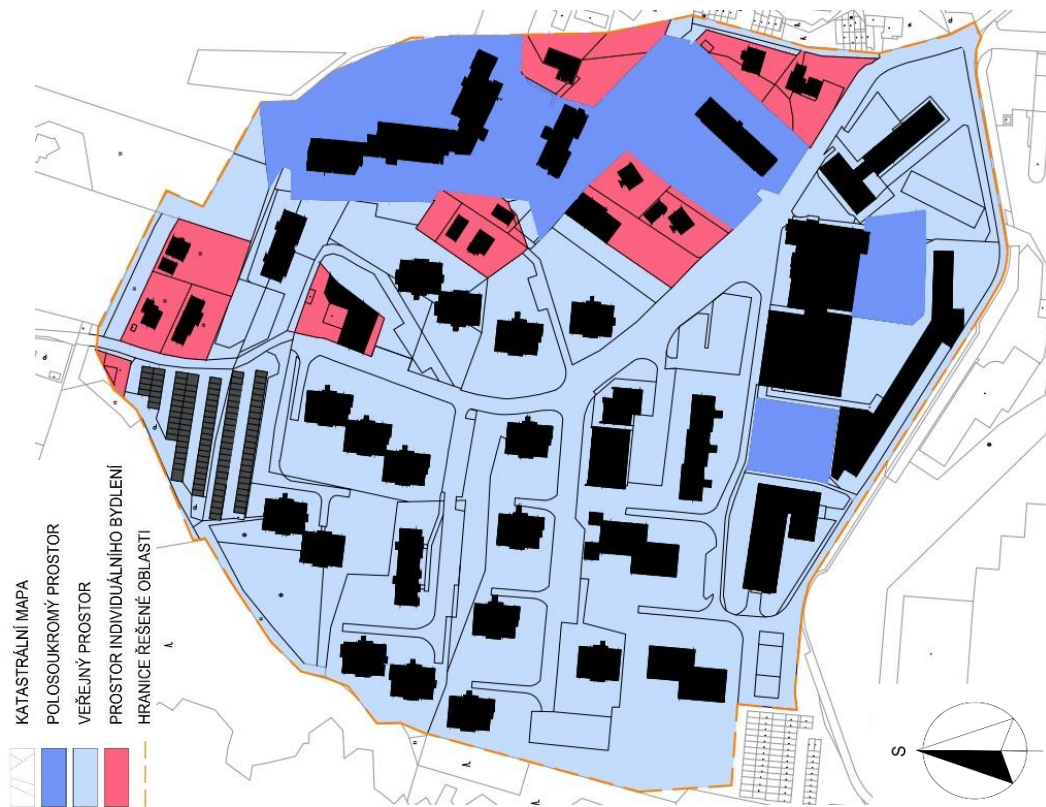 KATASTRÁLNÍ MAPA
POLOSOUKROMÝ PROSTOR
VEŘEJNÝ PROSTOR
PROSTOR INDIVIDUÁLNÍHO BYDLENÍ
HRANICE ŘEŠENÉ OBLASTI
S